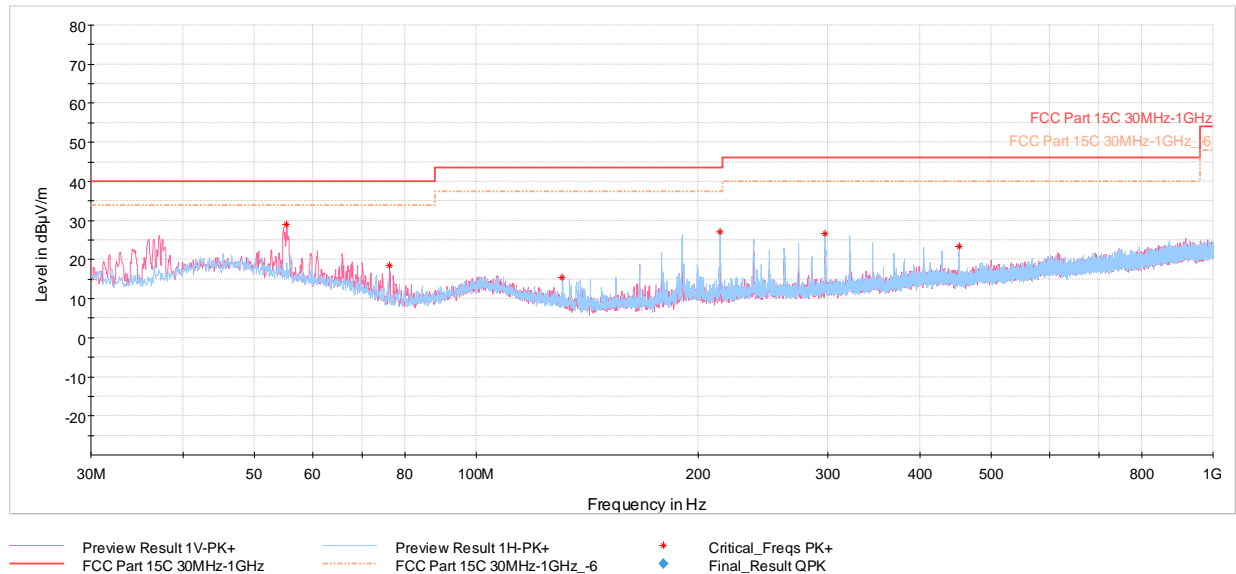 80
70
60
50
40
30
20
10
0
-10
-20
Level in dBµV/m
FCC Part 15C 30MHz-1GHz
FCC Part 15C 30MHz-1GHz_-6
30M 50 60 80 100M 200 300 400 500 800 1G
Frequency in Hz
Preview Result 1V-PK+ Preview Result 1H-PK+ Critical_Freqs PK+
FCC Part 15C 30MHz-1GHz FCC Part 15C 30MHz-1GHz_-6 Final_Result QPK